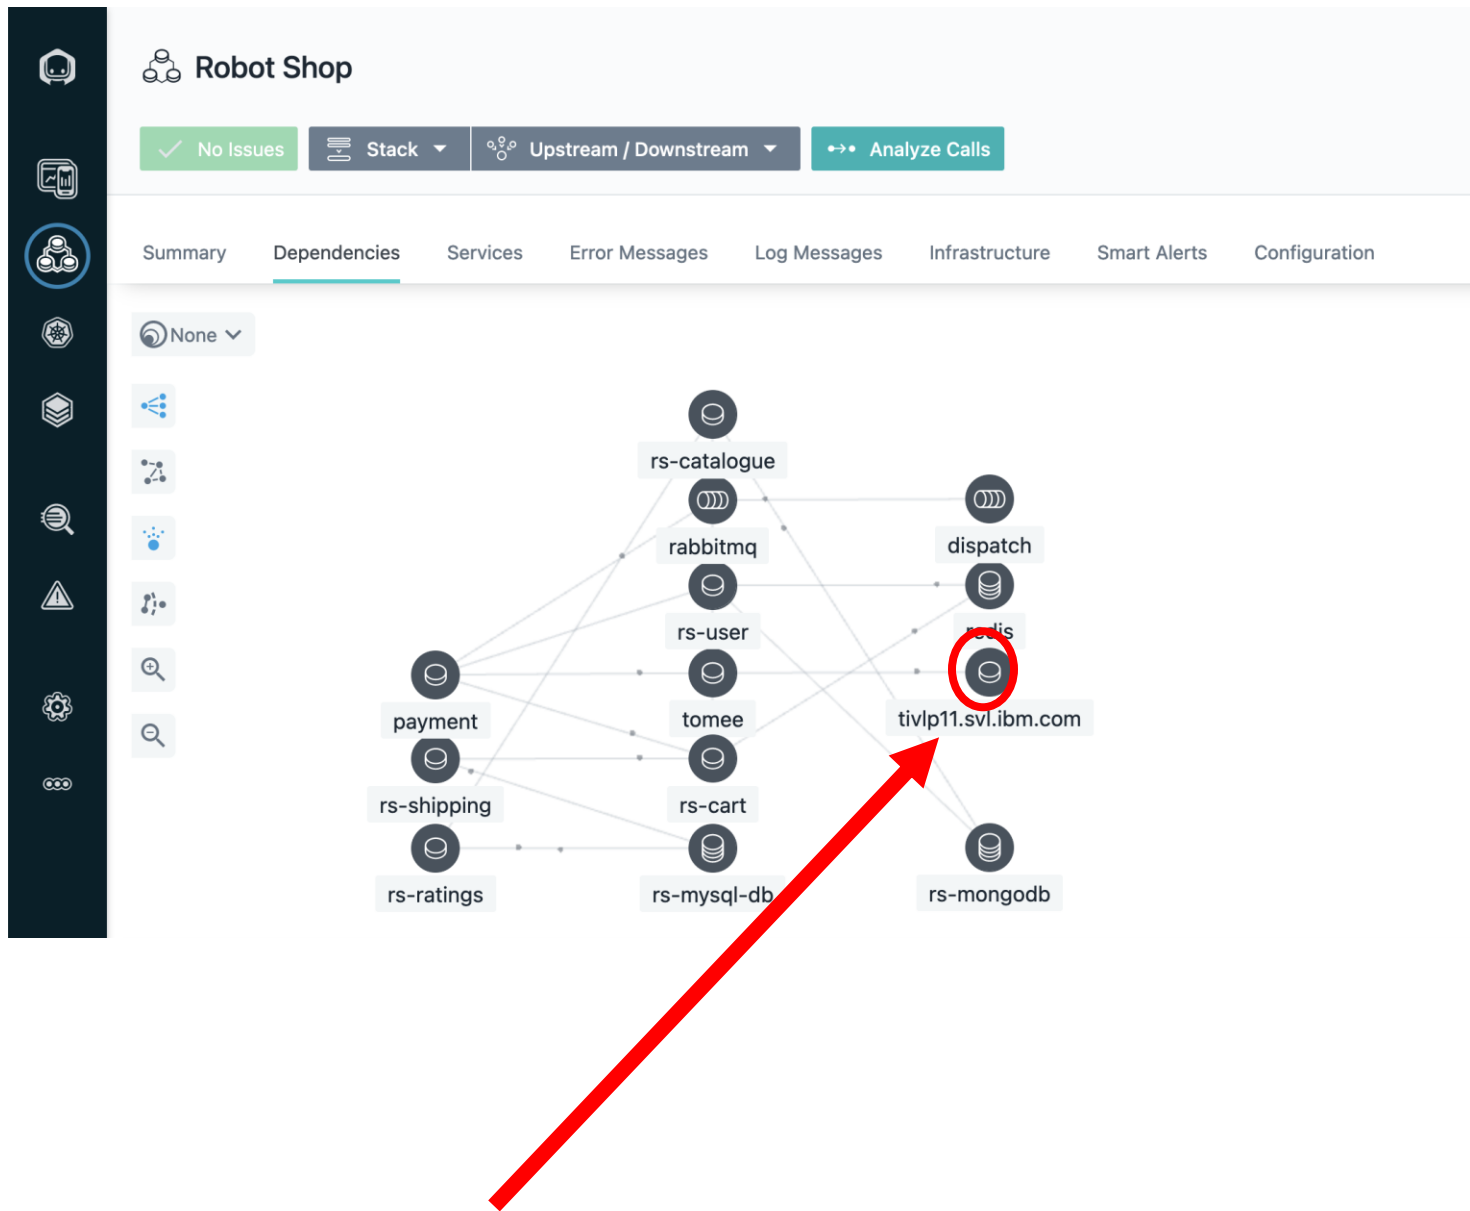 Robot Shop
No Issues
Stack
Upstream / Downstream
Analyze Calls
Summary
Dependencies
Services
Error Messages
Log Messages
Infrastructure
Smart Alerts
Configuration
None
rs-catalogue
rabbitmq
dispatch
rs-user
redis
payment
tomee
tivlp11.svl.ibm.com
rs-shipping
rs-cart
rs-ratings
rs-mysql-db
rs-mongodb